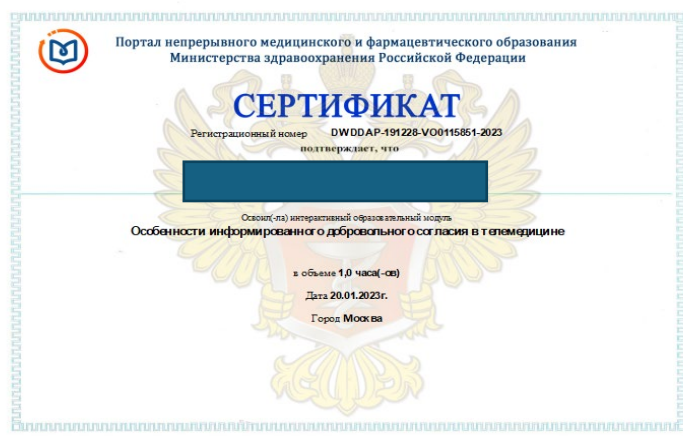 Портал непрерывного медицинского и фармацевтического образования
Министерства здравоохранения Российской Федерации
СЕРТИФИКАТ
Регистрационный номер DWDDAP-191228-VO0115851-2023
подтверждает, что
Освоил(-ла) интерактивный образовательный модуль
Особенности информированного добровольного согласия в телемедицине
в объеме 1,0 часа(-ов)
Дата 20.01.2023г.
Город Москва